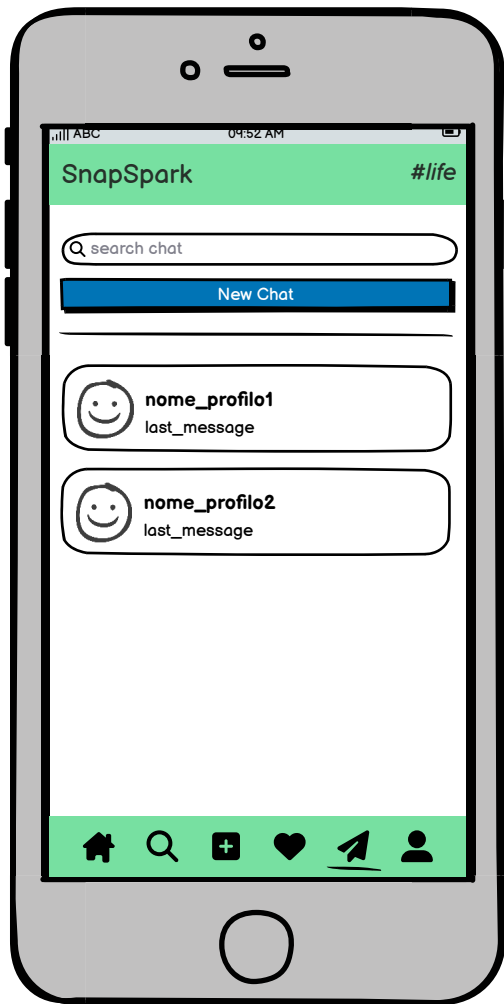 ABC 09:52 AM
SnapSpark #life
search chat
New Chat
nome_profilo1
last_message
nome_profilo2
last_message